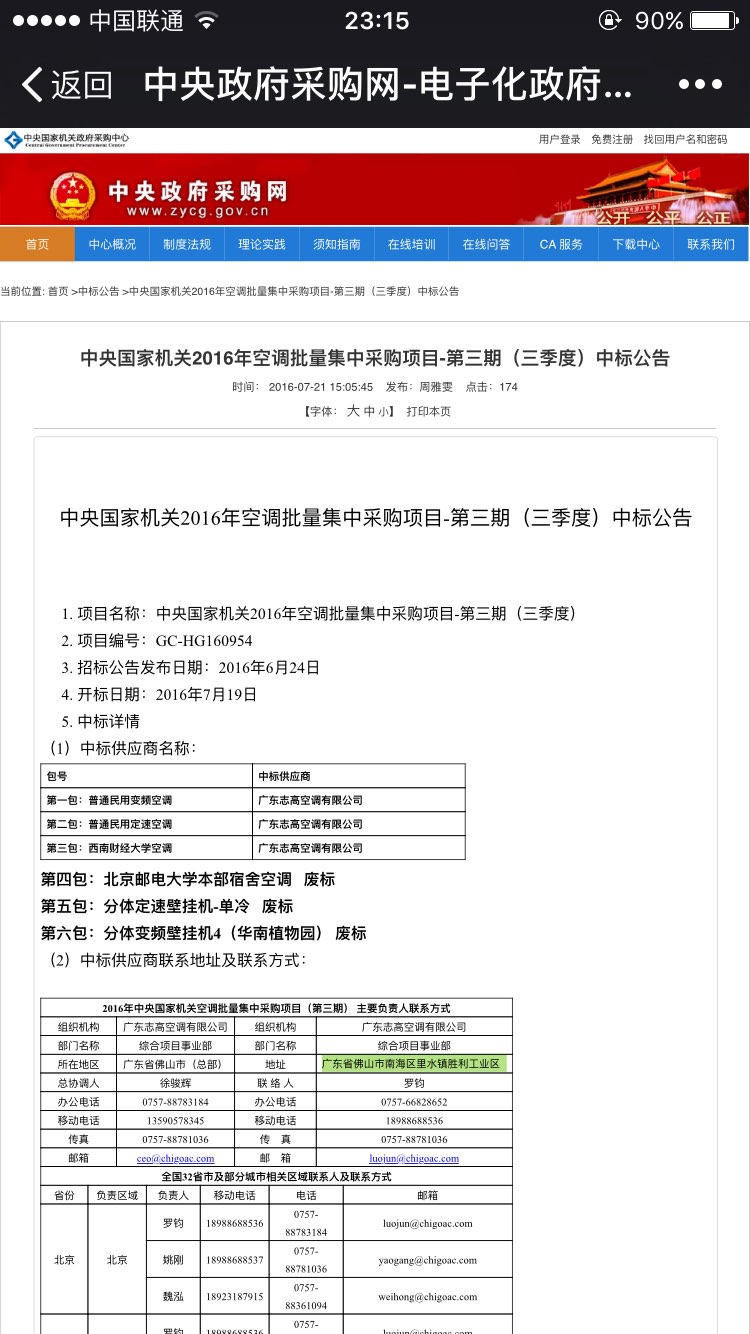 中国联通 23:15 90%
返回 中央政府采购网-电子化政府...
中央国家机关政府采购中心
Central Government Procurement Center
用户登录 免费注册 找回用户名和密码
中央政府采购网
www.zycg.gov.cn
公开 公平 公正
首页 中心概况 制度法规 理论实践 须知指南 在线培训 在线问答 CA 服务 下载中心 联系我们
当前位置: 首页 >中标公告 >中央国家机关2016年空调批量集中采购项目-第三期（三季度）中标公告
中央国家机关2016年空调批量集中采购项目-第三期（三季度）中标公告
时间： 2016-07-21 15:05:45 发布：周雅雯 点击：174
【字体： 大 中 小】 打印本页
中央国家机关2016年空调批量集中采购项目-第三期（三季度）中标公告
1. 项目名称：中央国家机关2016年空调批量集中采购项目-第三期（三季度）
2. 项目编号：GC-HG160954
3. 招标公告发布日期：2016年6月24日
4. 开标日期：2016年7月19日
5. 中标详情
（1）中标供应商名称：
包号 中标供应商
第一包：普通民用变频空调 广东志高空调有限公司
第二包：普通民用定速空调 广东志高空调有限公司
第三包：西南财经大学空调 广东志高空调有限公司
第四包：北京邮电大学本部宿舍空调 废标
第五包：分体定速壁挂机-单冷 废标
第六包：分体变频壁挂机4（华南植物园） 废标
（2）中标供应商联系地址及联系方式：
2016年中央国家机关空调批量集中采购项目（第三期） 主要负责人联系方式
组织机构 广东志高空调有限公司 组织机构 广东志高空调有限公司
部门名称 综合项目事业部 部门名称 综合项目事业部
所在地区 广东省佛山市（总部） 地址 广东省佛山市南海区里水镇胜利工业区
总协调人 徐骏辉 联 络 人 罗钧
办公电话 0757-88783184 办公电话 0757-66828652
移动电话 13590578345 移动电话 18988688536
传真 0757-88781036 传 真 0757-88781036
邮箱 ceo@chigoac.com 邮 箱 luojun@chigoac.com
全国32省市及部分城市相关区域联系人及联系方式
省份 负责区域 负责人 移动电话 电话 邮箱
北京 北京 罗钧 18988688536 0757-88783184 luojun@chigoac.com
姚刚 18988688537 0757-88781036 yaogang@chigoac.com
魏泓 18923187915 0757-88361094 weihong@chigoac.com
罗钧 18988688536 0757- luojun@chigoac.com